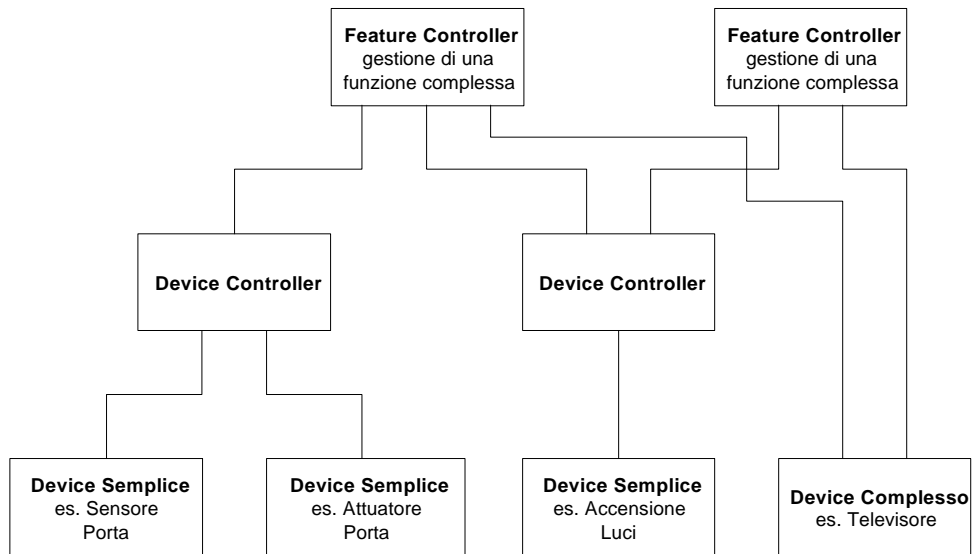 Feature Controller
gestione di una
funzione complessa
Feature Controller
gestione di una
funzione complessa
Device Controller
Device Controller
Device Semplice
es. Sensore
Porta
Device Semplice
es. Attuatore
Porta
Device Semplice
es. Accensione
Luci
Device Complesso
es. Televisore